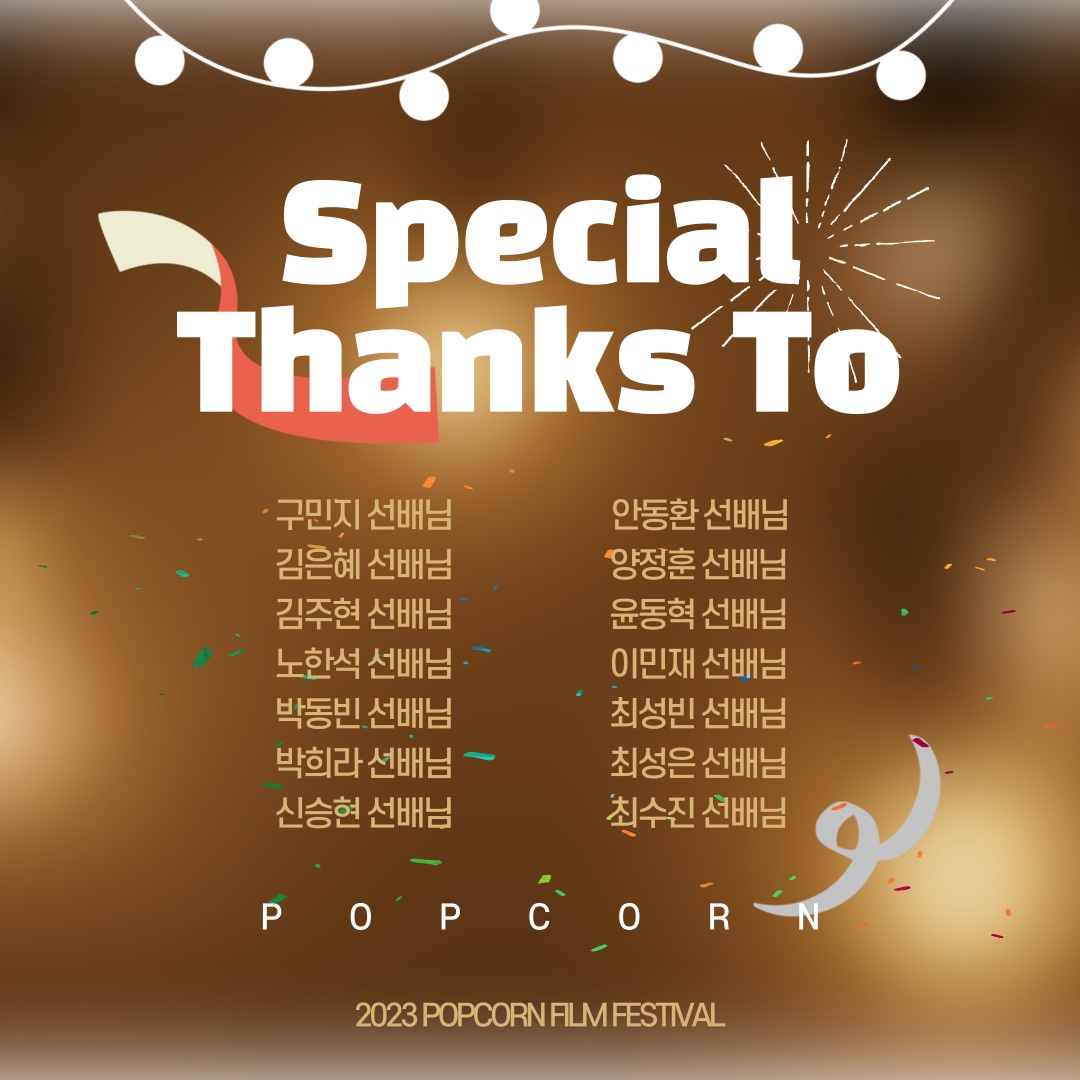 Special
Thanks To
구민지 선배님
김은혜 선배님
김주현 선배님
노한석 선배님
박동빈 선배님
박희라 선배님
신승헌 선배님
안동환 선배님
양정훈 선배님
윤동혁 선배님
이민재 선배님
최성빈 선배님
최성은 선배님
최수진 선배님
P O P C O R N
2023 POPCORN FILM FESTIVAL